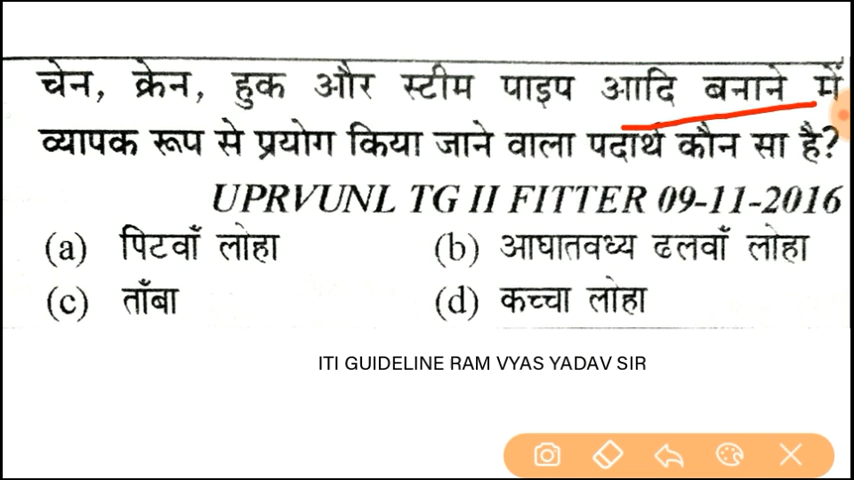 चेन, क्रेन, हुक और स्टीम पाइप आदि बनाने में
व्यापक रूप से प्रयोग किया जाने वाला पदार्थ कौन सा है?
UPRVUNL TG II FITTER 09-11-2016
(a) पिटवाँ लोहा (b) आघातवध्य ढलवाँ लोहा
(c) ताँबा (d) कच्चा लोहा
ITI GUIDELINE RAM VYAS YADAV SIR